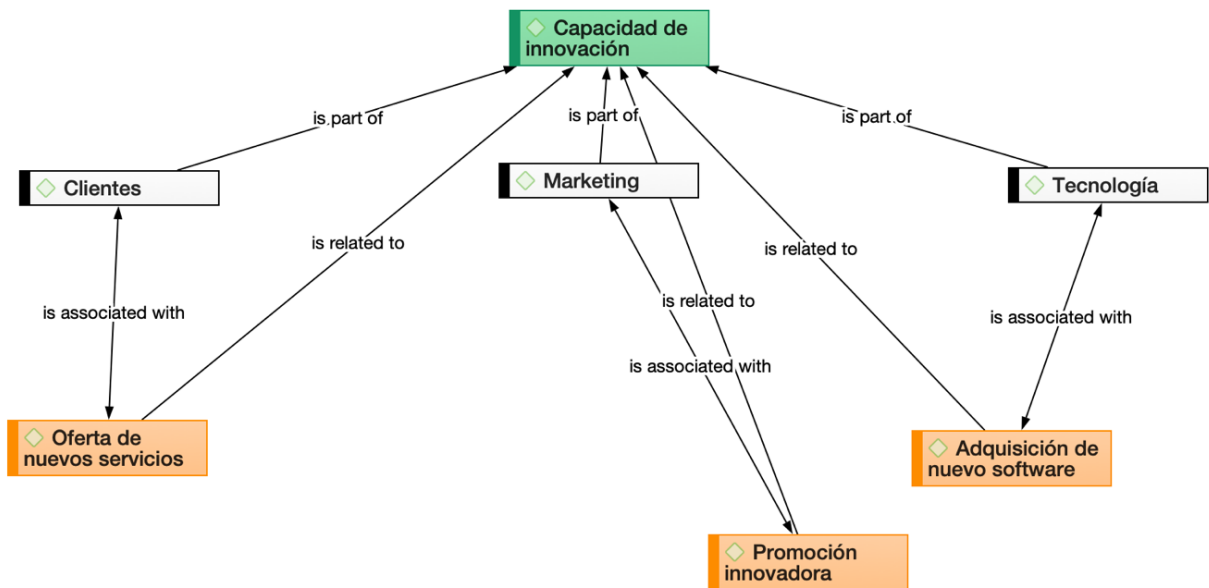 Capacidad de
innovación
is part of
is part of
is part of
Clientes
Marketing
Tecnología
is related to
is related to
is related to
is associated with
is associated with
is associated with
Oferta de
nuevos servicios
Adquisición de
nuevo software
Promoción
innovadora